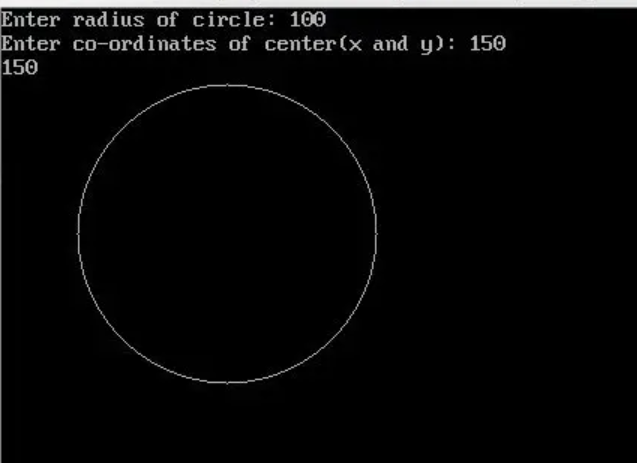 Enter radius of circle: 100
Enter co-ordinates of center(x and y): 150
150